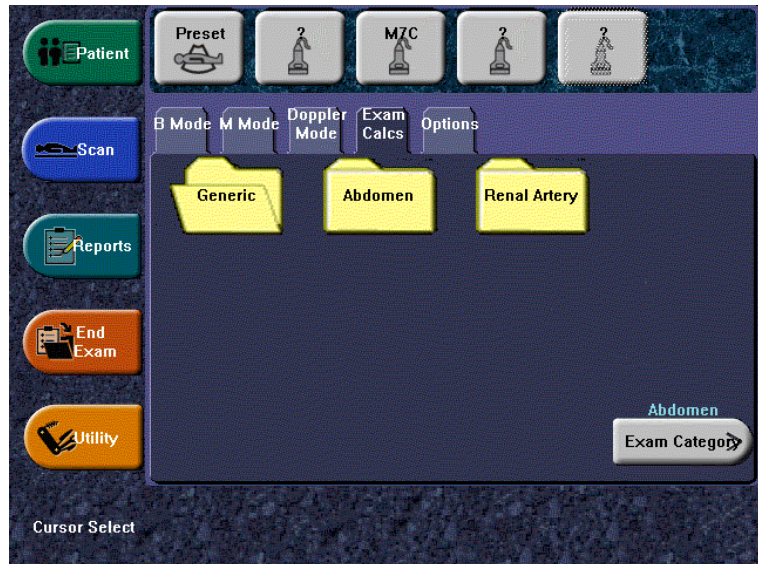 Patient
Preset
?
M7C
?
?
B Mode
M Mode
Doppler
Mode
Exam
Calcs
Options
Scan
Generic
Abdomen
Renal Artery
Reports
End
Exam
Abdomen
Exam Category
Utility
Cursor Select